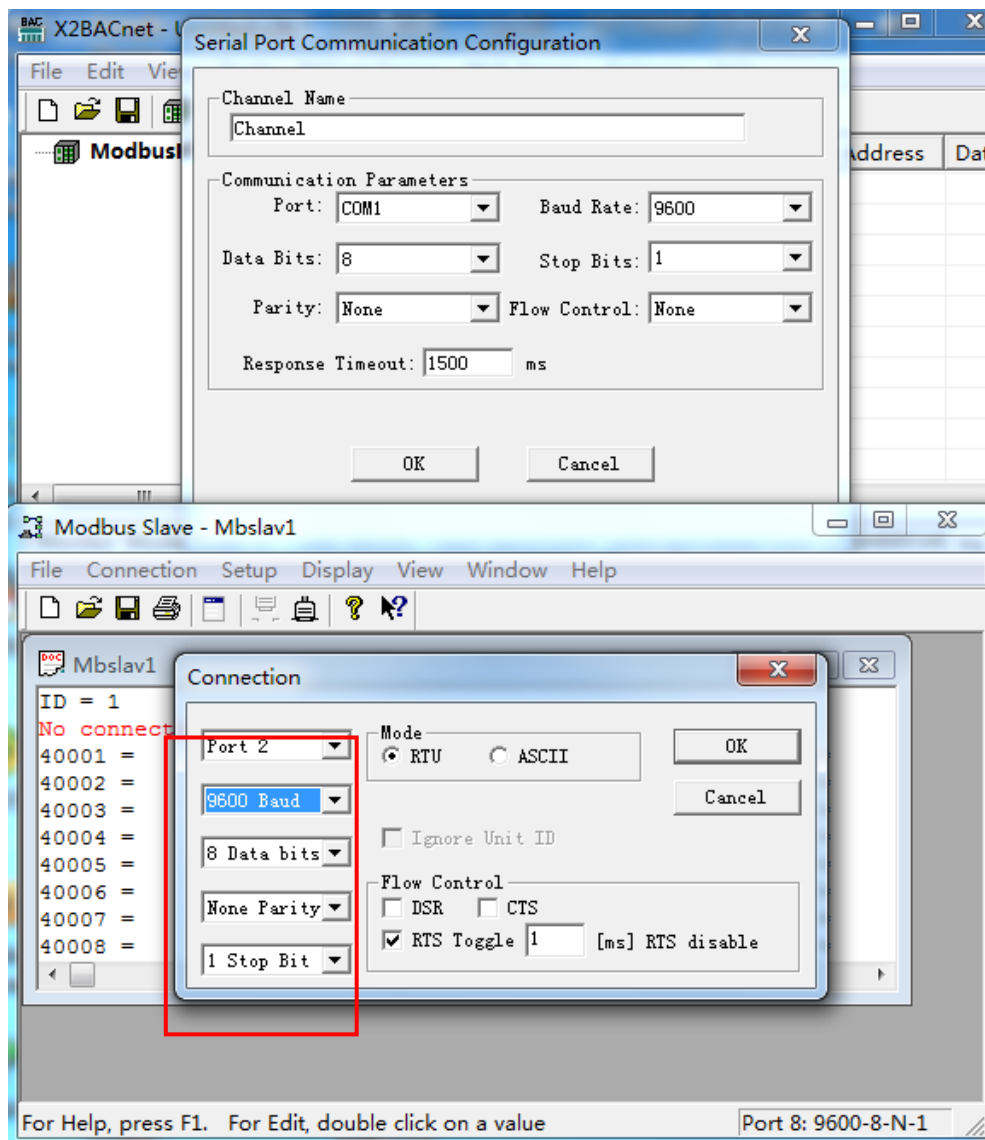 X2BACnet - U
Serial Port Communication Configuration
File Edit Vie
Channel Name
Channel
Modbus
Address Dat
Communication Parameters
Port: COM1 Baud Rate: 9600
Data Bits: 8 Stop Bits: 1
Parity: None Flow Control: None
Response Timeout: 1500 ms
OK Cancel
Modbus Slave - Mbslav1
File Connection Setup Display View Window Help
Mbslav1
Connection
ID = 1
No connect
40001 =
40002 =
40003 =
40004 =
40005 =
40006 =
40007 =
40008 =
Port 2
9600 Baud
8 Data bits
None Parity
1 Stop Bit
Mode
RTU ASCII
Ignore Unit ID
Flow Control
DSR CTS
RTS Toggle 1 [ms] RTS disable
OK
Cancel
For Help, press F1. For Edit, double click on a value
Port 8: 9600-8-N-1